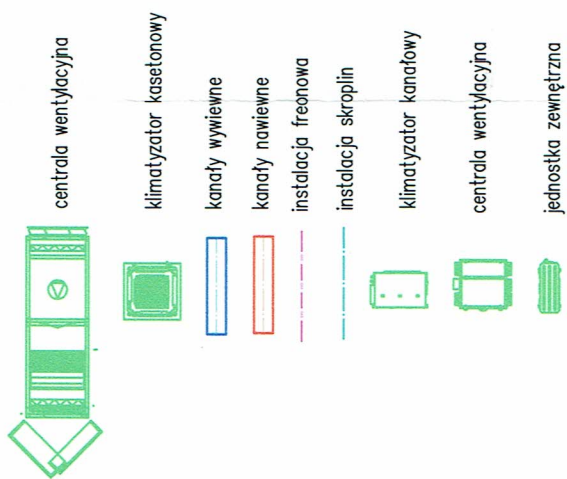 centrala wentylacyjna
klimatyzator kasetonowy
kanały wywiewne
kanały nawiewne
instalacja freonowa
instalacja skroplin
klimatyzator kanałowy
centrala wentylacyjna
jednostka zewnętrzna